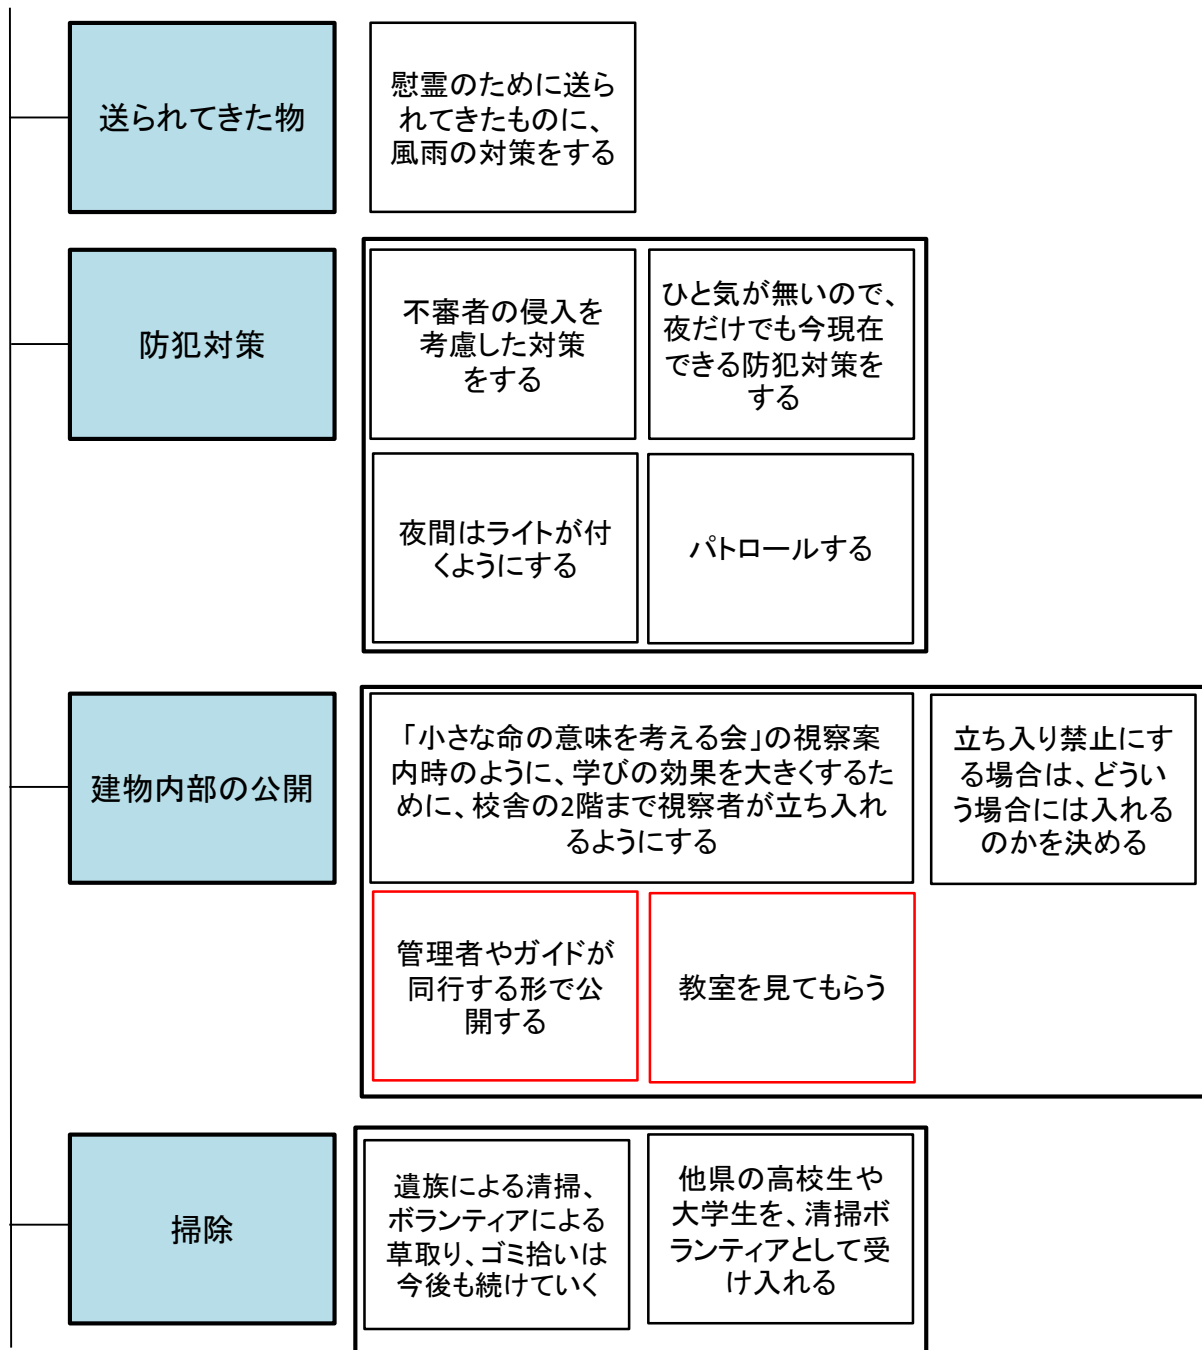 送られてきた物
慰霊のために送ら
れてきたものに、
風雨の対策をする
防犯対策
不審者の侵入を
考慮した対策
をする
ひと気が無いので、
夜だけでも今現在
できる防犯対策を
する
夜間はライトが付
くようにする
パトロールする
建物内部の公開
「小さな命の意味を考える会」の視察案
内時のように、学びの効果を大きくするた
めに、校舎の2階まで視察者が立ち入れ
るようにする
立ち入り禁止にす
る場合は、どうい
う場合には入れる
のかを決める
管理者やガイドが
同行する形で公
開する
教室を見てもらう
掃除
遺族による清掃、
ボランティアによる
草取り、ゴミ拾いは
今後も続けていく
他県の高校生や
大学生を、清掃ボ
ランティアとして受
け入れる